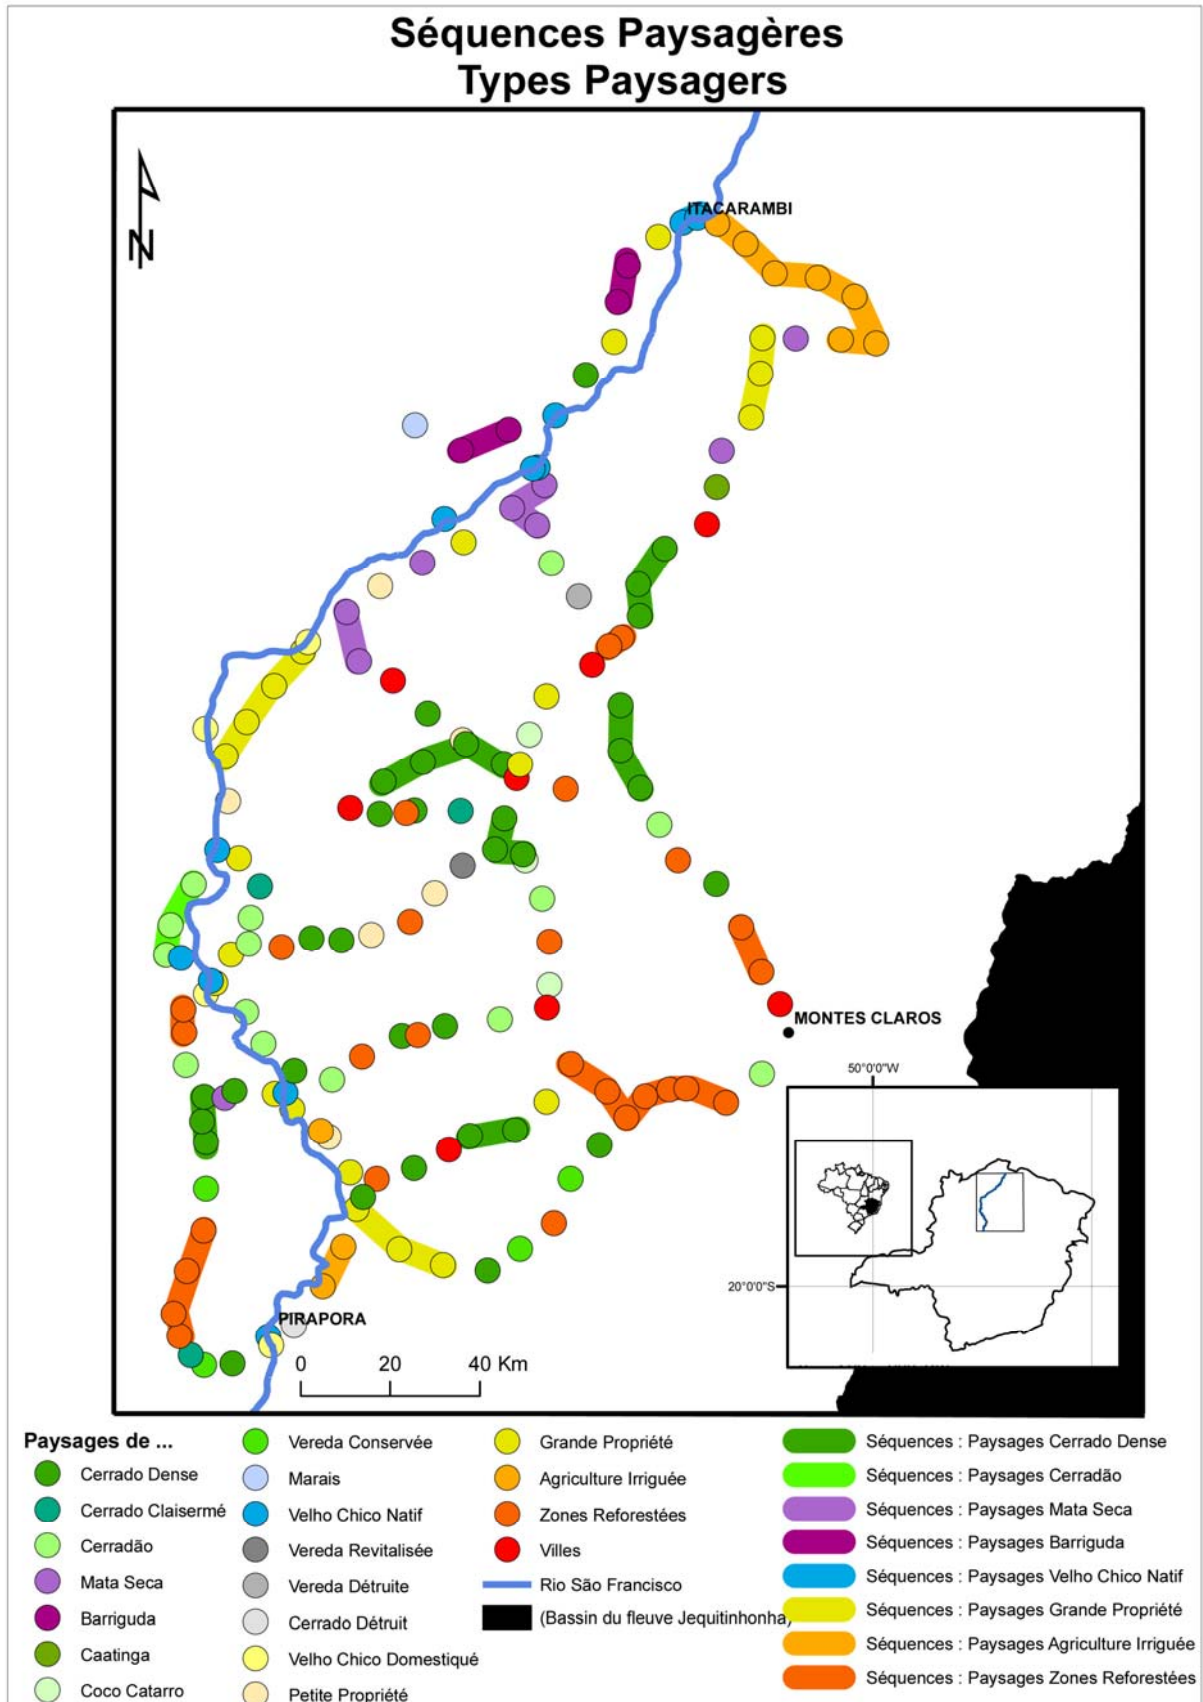 Séquences Paysagères
Types Paysagers
N
ITACARAMBI
MONTES CLAROS
50°0'0"W
20°0'0"S
PIRAPORA
0 20 40 Km
Paysages de ...
Cerrado Dense
Cerrado Claisermé
Cerradão
Mata Seca
Barriguda
Caatinga
Coco Catarro
Vereda Conservée
Marais
Velho Chico Natif
Vereda Revitalisée
Vereda Détruite
Cerrado Détruit
Velho Chico Domestiqué
Petite Propriété
Grande Propriété
Agriculture Irriguée
Zones Reforestées
Villes
Rio São Francisco
(Bassin du fleuve Jequitinhonha)
Séquences : Paysages Cerrado Dense
Séquences : Paysages Cerradão
Séquences : Paysages Mata Seca
Séquences : Paysages Barriguda
Séquences : Paysages Velho Chico Natif
Séquences : Paysages Grande Propriété
Séquences : Paysages Agriculture Irriguée
Séquences : Paysages Zones Reforestées